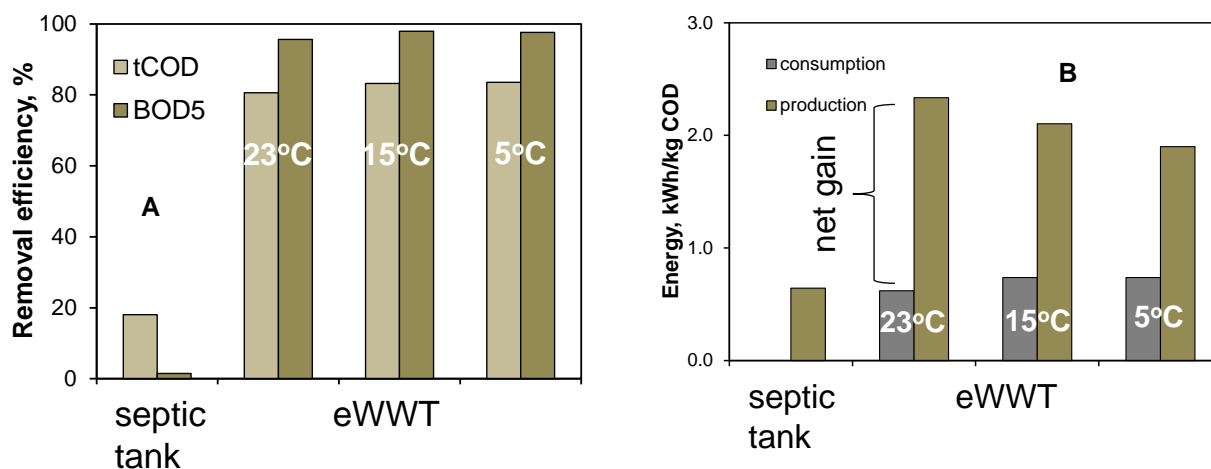 Removal efficiency, %
100
80
60
40
20
0
tCOD
BOD5
A
23°C
15°C
5°C
septic
tank
eWWT
Energy, kWh/kg COD
3.0
2.0
1.0
0.0
consumption
production
B
net gain
23°C
15°C
5°C
septic
tank
eWWT